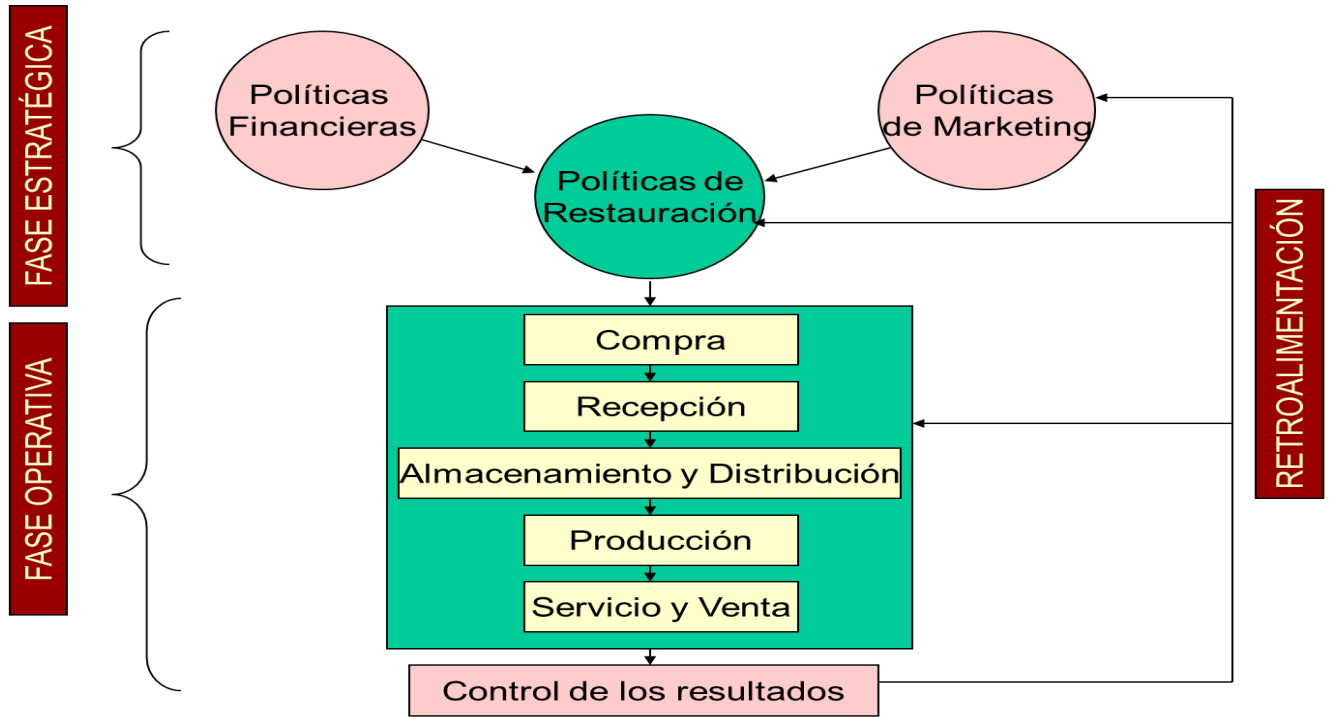 FASE ESTRATÉGICA
Políticas
Financieras
Políticas
de Marketing
Políticas de
Restauración
FASE OPERATIVA
Compra
Recepción
Almacenamiento y Distribución
Producción
Servicio y Venta
Control de los resultados
RETROALIMENTACIÓN